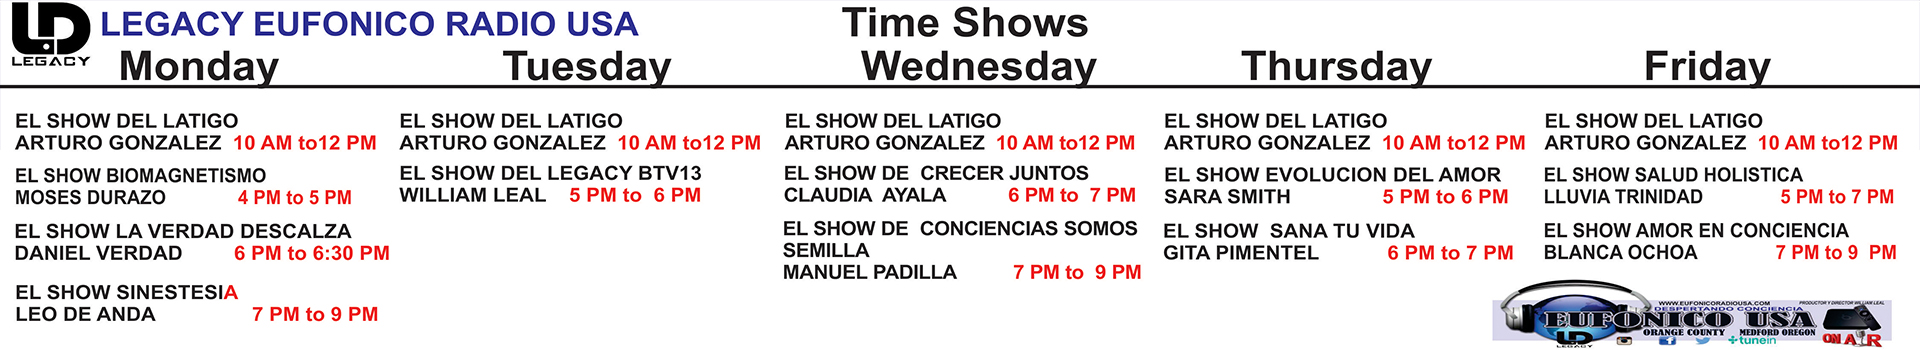 LD
LEGACY
LEGACY EUFONICO RADIO USA
Time Shows
Monday
EL SHOW DEL LATIGO
ARTURO GONZALEZ 10 AM to12 PM
EL SHOW BIOMAGNETISMO
MOSES DURAZO 4 PM to 5 PM
EL SHOW LA VERDAD DESCALZA
DANIEL VERDAD 6 PM to 6:30 PM
EL SHOW SINESTESIA
LEO DE ANDA 7 PM to 9 PM
Tuesday
EL SHOW DEL LATIGO
ARTURO GONZALEZ 10 AM to12 PM
EL SHOW DEL LEGACY BTV13
WILLIAM LEAL 5 PM to 6 PM
Wednesday
EL SHOW DEL LATIGO
ARTURO GONZALEZ 10 AM to12 PM
EL SHOW DE CRECER JUNTOS
CLAUDIA AYALA 6 PM to 7 PM
EL SHOW DE CONCIENCIAS SOMOS
SEMILLA
MANUEL PADILLA 7 PM to 9 PM
Thursday
EL SHOW DEL LATIGO
ARTURO GONZALEZ 10 AM to12 PM
EL SHOW EVOLUCION DEL AMOR
SARA SMITH 5 PM to 6 PM
EL SHOW SANA TU VIDA
GITA PIMENTEL 6 PM to 7 PM
Friday
EL SHOW DEL LATIGO
ARTURO GONZALEZ 10 AM to12 PM
EL SHOW SALUD HOLISTICA
LLUVIA TRINIDAD 5 PM to 7 PM
EL SHOW AMOR EN CONCIENCIA
BLANCA OCHOA 7 PM to 9 PM
WWW.EUFONICORADIOUSA.COM
PRODUCTOR Y DIRECTOR WILLIAM LEAL
DESPERTANDO CONCIENCIA
EUFONICO USA
ORANGE COUNTY MEDFORD OREGON
LD
LEGACY
tunein
ON AIR